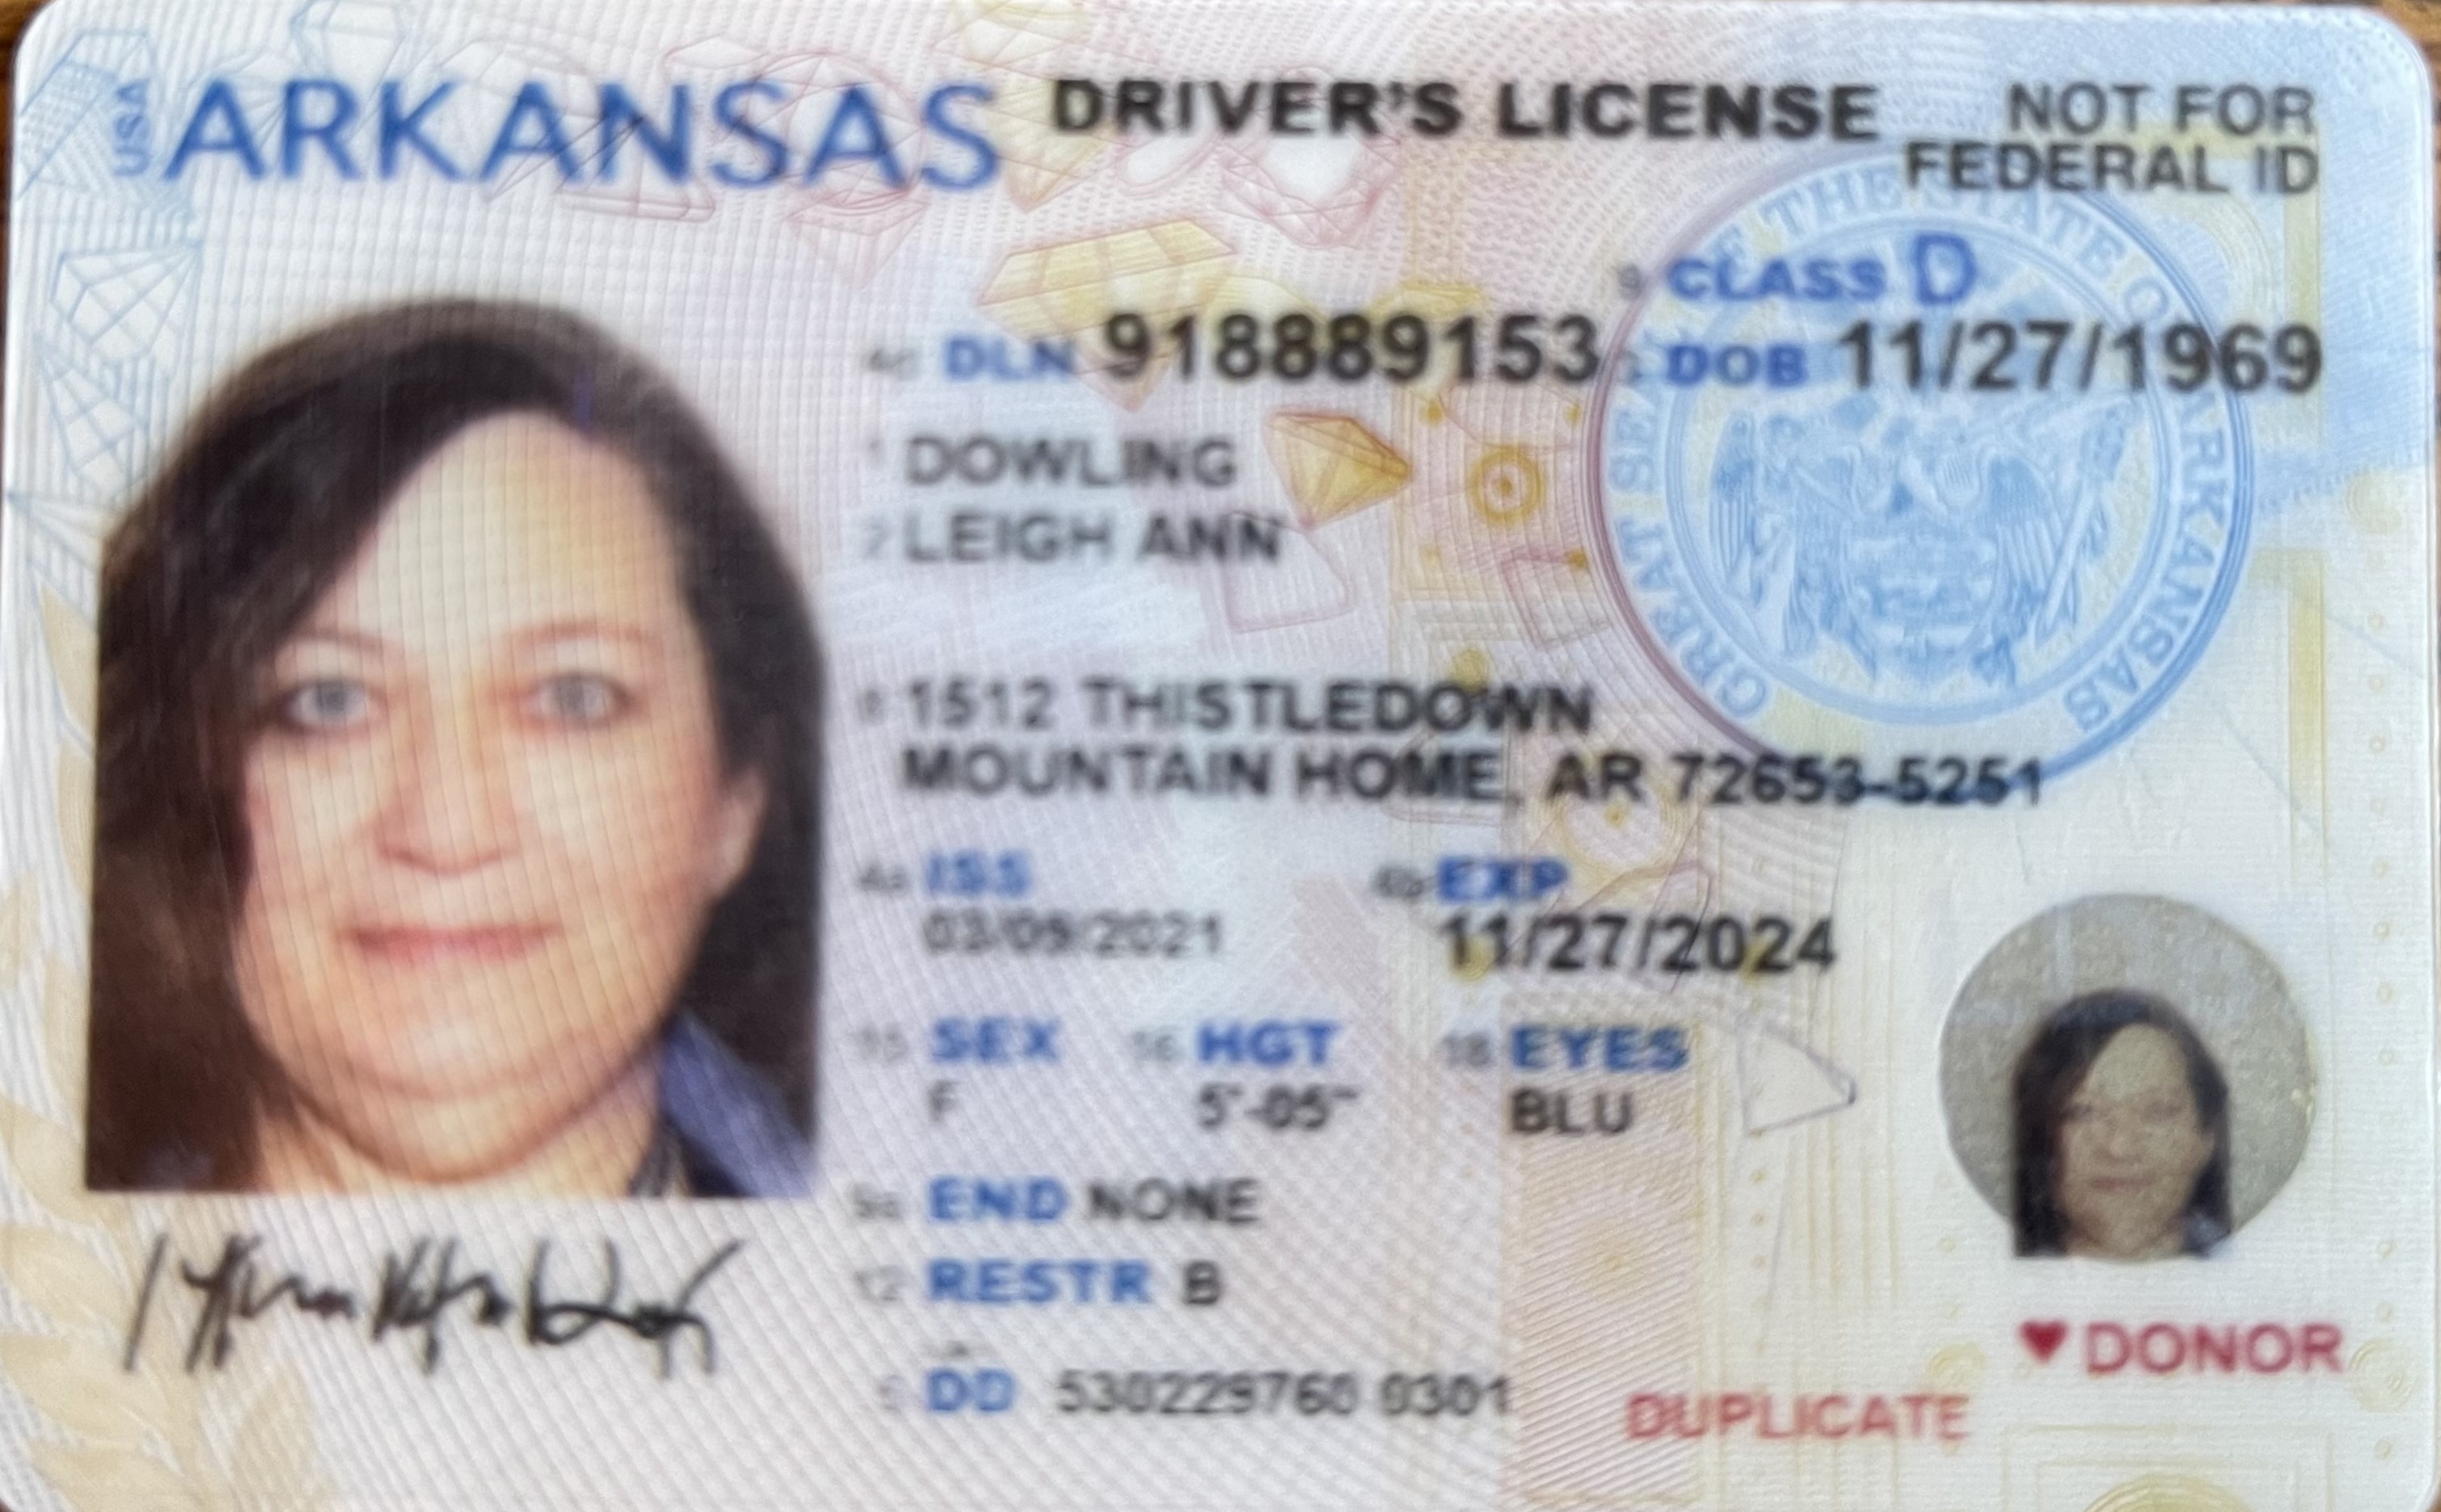 USA ARKANSAS DRIVER'S LICENSE NOT FOR
FEDERAL ID
9 CLASS D
4d DLN 918889153 3 DOB 11/27/1969
1 DOWLING
2 LEIGH ANN
8 1512 THISTLEDOWN
MOUNTAIN HOME, AR 72653-5251
4a ISS 4b EXP
03/09/2021 11/27/2024
15 SEX 16 HGT 18 EYES
F 5'-05" BLU
9a END NONE
12 RESTR B
5 DD 530229760 0301
♥ DONOR
DUPLICATE
GREAT SEAL OF THE STATE OF ARKANSAS